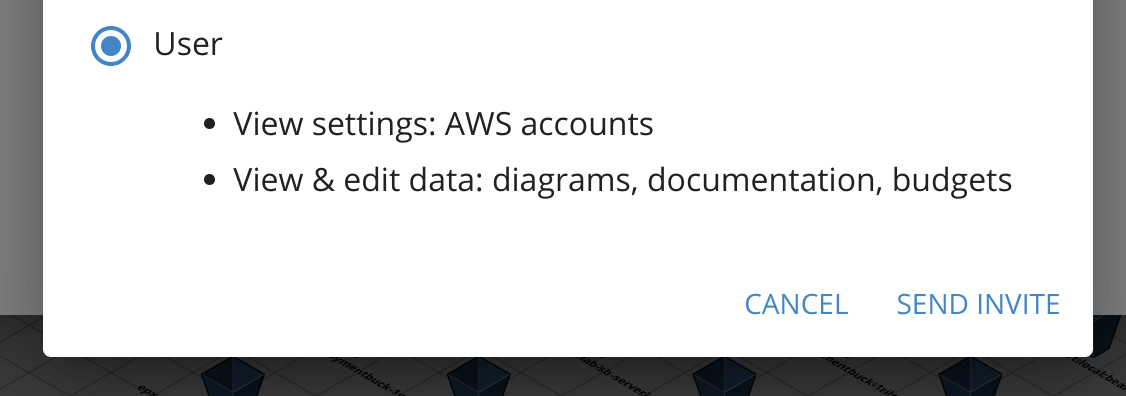 User
View settings: AWS accounts
View & edit data: diagrams, documentation, budgets
CANCEL SEND INVITE